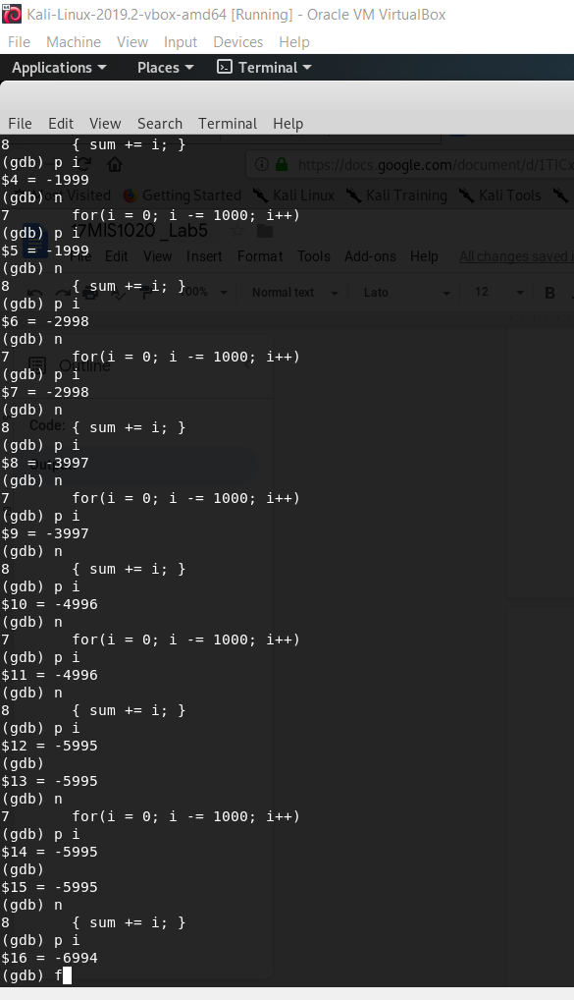 Kali-Linux-2019.2-vbox-amd64 [Running] - Oracle VM VirtualBox
File Machine View Input Devices Help
Applications Places Terminal
File Edit View Search Terminal Help
8 { sum += i; }
(gdb) p i
https://docs.google.com/document/d/1TICx
$4 = -1999
(gdb) n
Visited Getting Started Kali Linux Kali Training Kali Tools
7 for(i = 0; i -= 1000; i++)
(gdb) p i
17MIS1020 _Lab5
$5 = -1999
File Edit View Insert Format Tools Add-ons Help All changes saved i
(gdb) n
8 { sum += i; }
100% Normal text Lato 12 B
(gdb) p i
$6 = -2998
(gdb) n
7 for(i = 0; i -= 1000; i++)
Outline
(gdb) p i
$7 = -2998
(gdb) n
8 { sum += i; }
Code:
(gdb) p i
$8 = -3997
(gdb) n
7 for(i = 0; i -= 1000; i++)
(gdb) p i
$9 = -3997
(gdb) n
8 { sum += i; }
(gdb) p i
$10 = -4996
(gdb) n
7 for(i = 0; i -= 1000; i++)
(gdb) p i
$11 = -4996
(gdb) n
8 { sum += i; }
(gdb) p i
$12 = -5995
(gdb)
$13 = -5995
(gdb) n
7 for(i = 0; i -= 1000; i++)
(gdb) p i
$14 = -5995
(gdb)
$15 = -5995
(gdb) n
8 { sum += i; }
(gdb) p i
$16 = -6994
(gdb) f